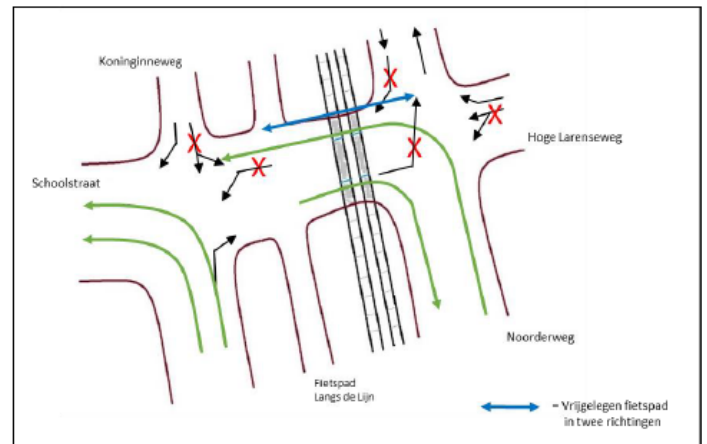 Koninginneweg
Hoge Larenseweg
Schoolstraat
Noorderweg
Fietspad
Langs de Lijn
= Vrijgelegen fietspad
in twee richtingen